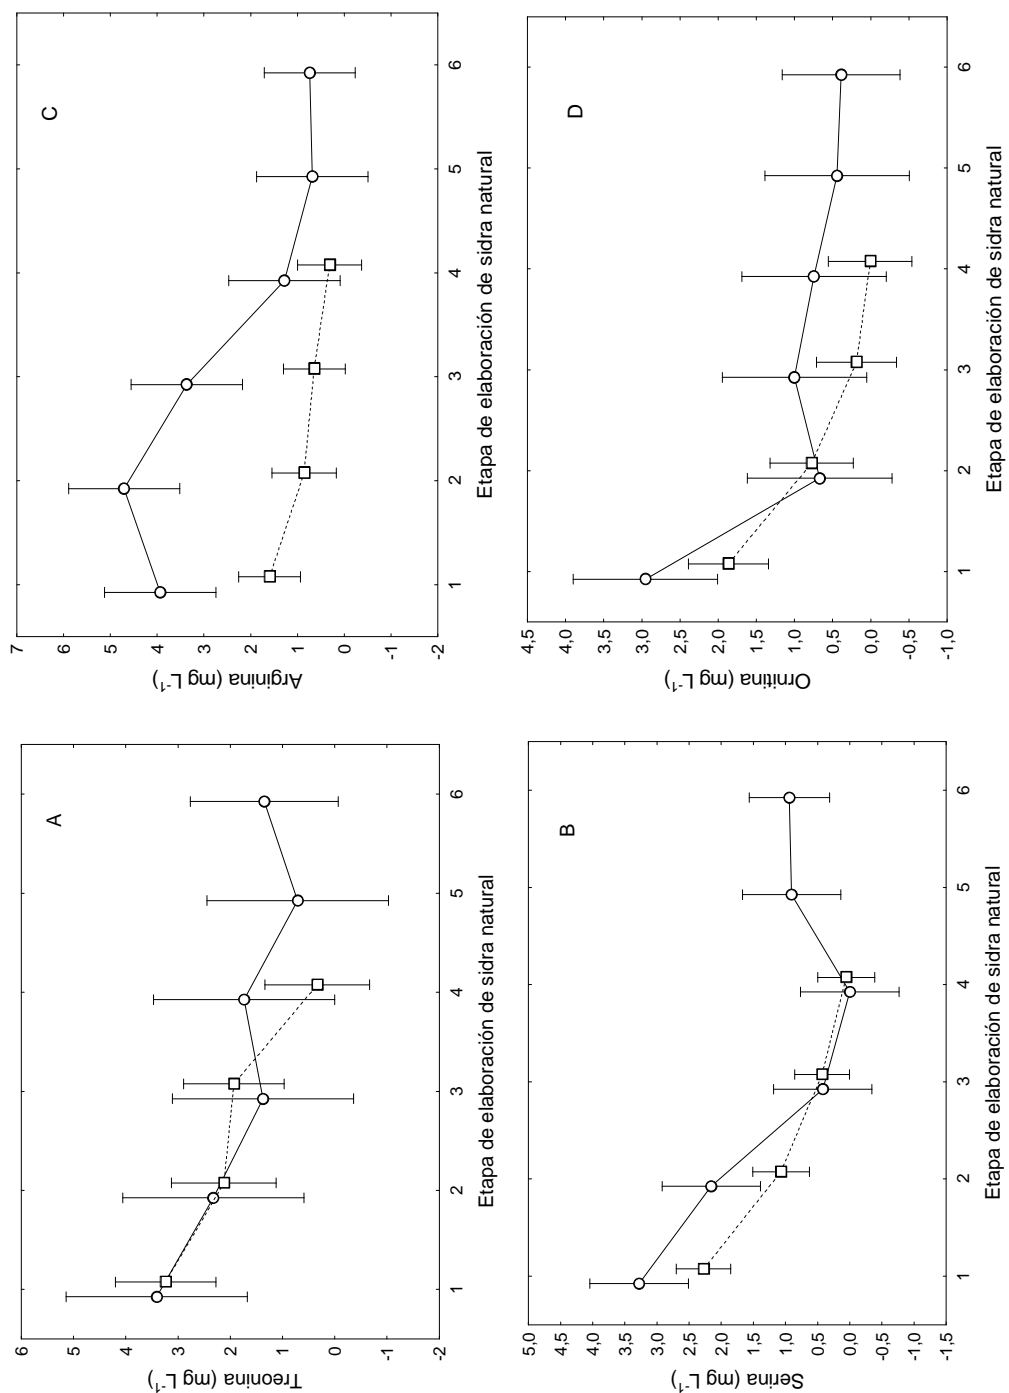 A
Treonina (mg L-1)
6
5
4
3
2
1
0
-1
-2
1 2 3 4 5 6
Etapa de elaboración de sidra natural
C
Arginina (mg L-1)
7
6
5
4
3
2
1
0
-1
-2
1 2 3 4 5 6
Etapa de elaboración de sidra natural
B
Serina (mg L-1)
5,0
4,5
4,0
3,5
3,0
2,5
2,0
1,5
1,0
0,5
0,0
-0,5
-1,0
-1,5
1 2 3 4 5 6
Etapa de elaboración de sidra natural
D
Ornitina (mg L-1)
4,5
4,0
3,5
3,0
2,5
2,0
1,5
1,0
0,5
0,0
-0,5
-1,0
1 2 3 4 5 6
Etapa de elaboración de sidra natural